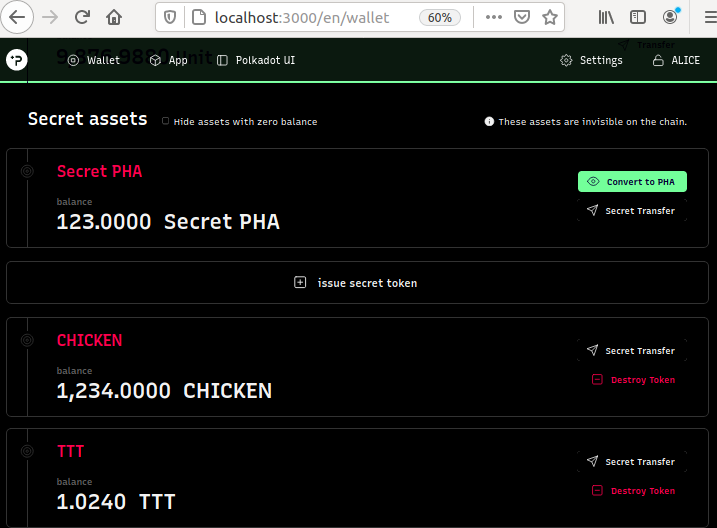 localhost:3000/en/wallet
60%
9,876.9880 Unit
Transfer
Wallet
App
Polkadot UI
Settings
ALICE
Secret assets
Hide assets with zero balance
These assets are invisible on the chain.
Secret PHA
Convert to PHA
balance
123.0000 Secret PHA
Secret Transfer
issue secret token
CHICKEN
Secret Transfer
balance
1,234.0000 CHICKEN
Destroy Token
TTT
Secret Transfer
balance
1.0240 TTT
Destroy Token